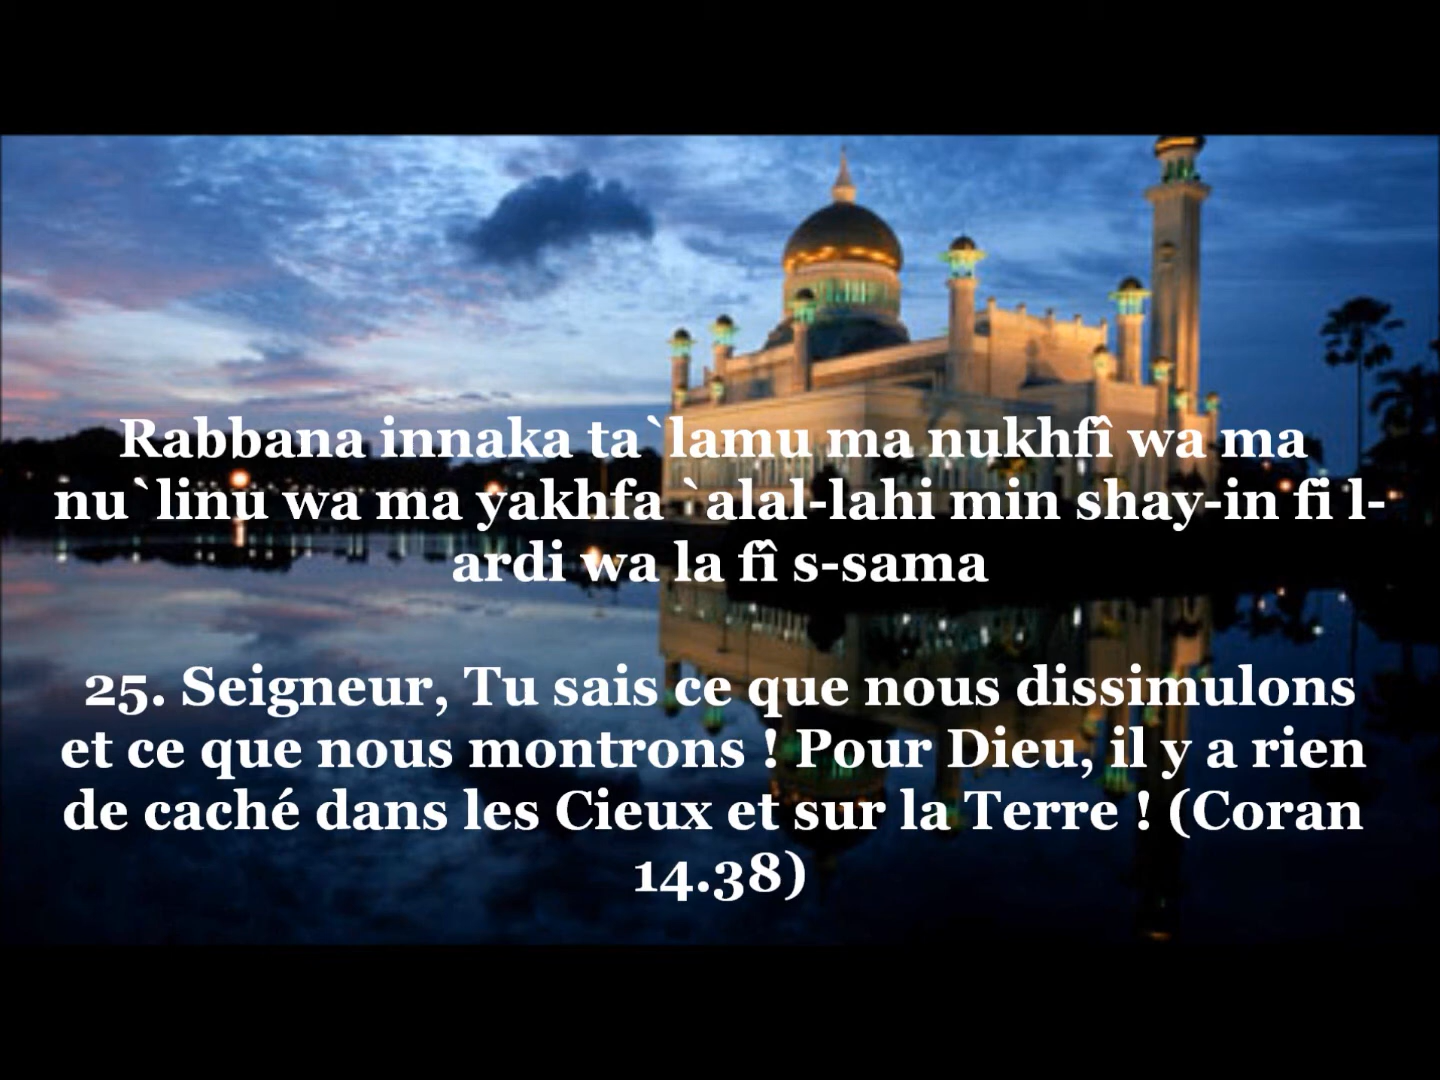 Rabbana innaka ta`lamu ma nukhfî wa ma
nu`linu wa ma yakhfa `alal-lahi min shay-in fi l-
ardi wa la fî s-sama
25. Seigneur, Tu sais ce que nous dissimulons
et ce que nous montrons ! Pour Dieu, il y a rien
de caché dans les Cieux et sur la Terre ! (Coran
14.38)